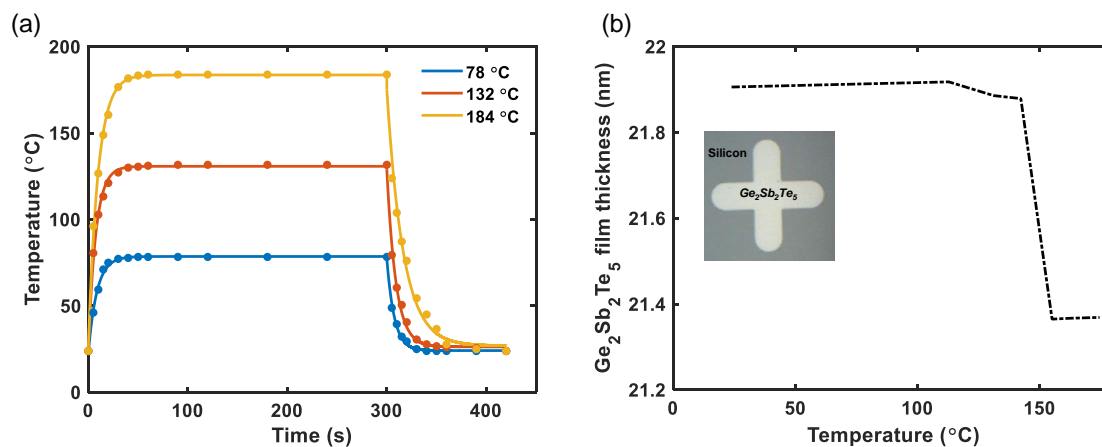 (a)
200
150
100
50
0
Temperature (°C)
78 °C
132 °C
184 °C
0 100 200 300 400
Time (s)
(b)
22
21.8
21.6
21.4
21.2
Ge2Sb2Te5 film thickness (nm)
Silicon
Ge2Sb2Te5
0 50 100 150
Temperature (°C)